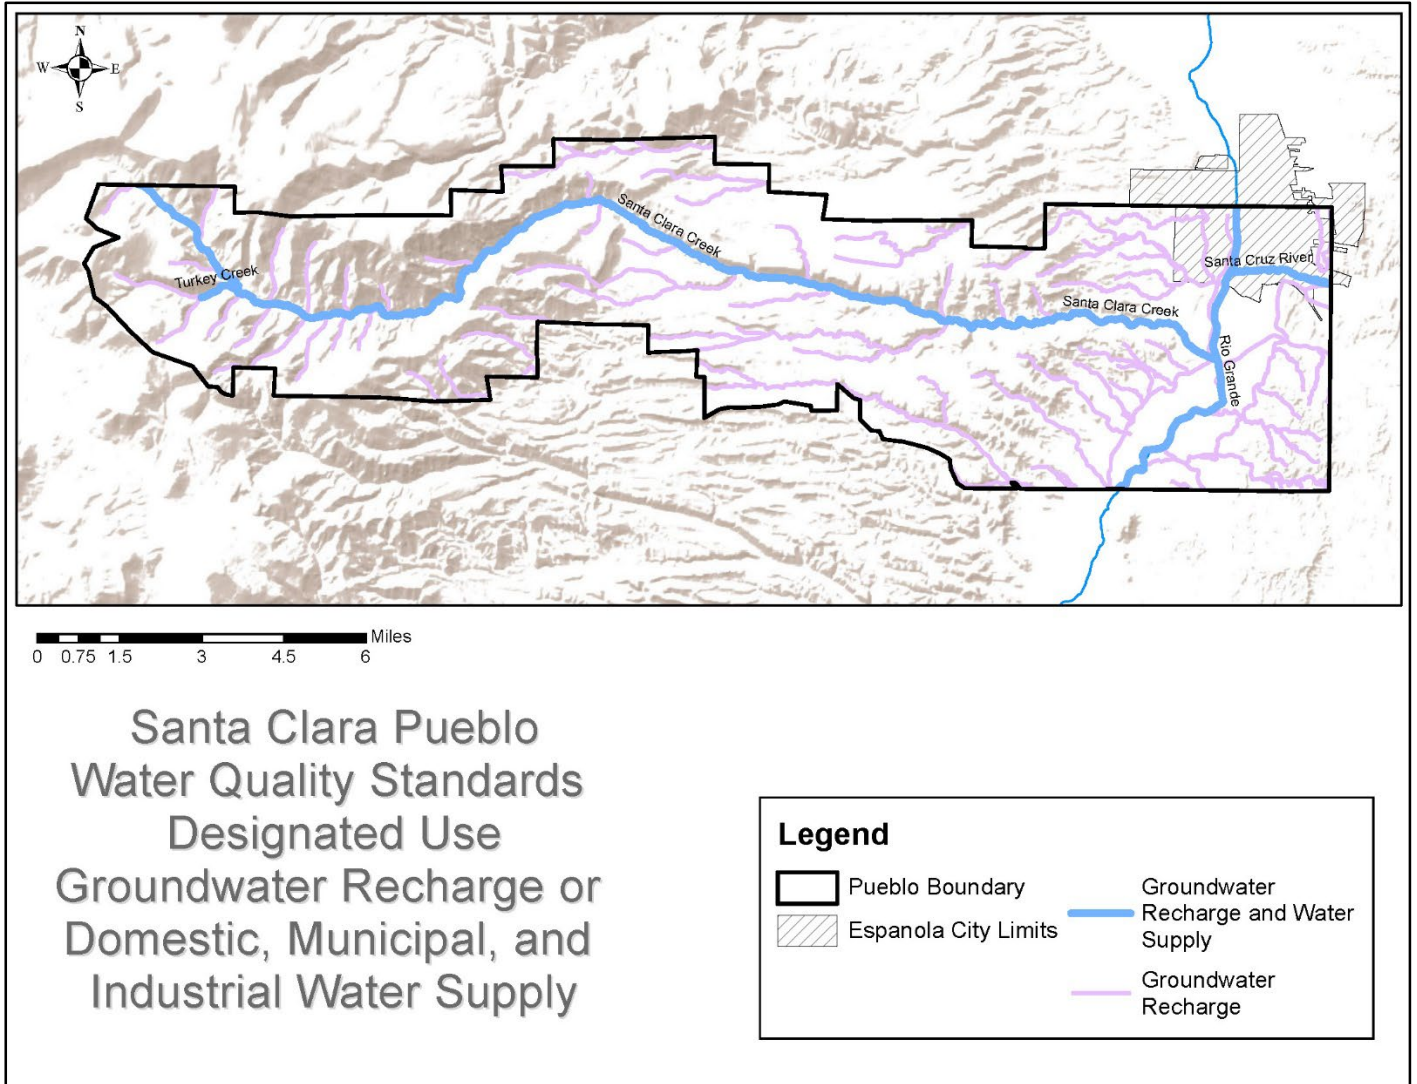 N
W E
S
Santa Clara Creek
Turkey Creek
Santa Cruz River
Santa Clara Creek
Rio Grande
Miles
0 0.75 1.5 3 4.5 6
Santa Clara Pueblo
Water Quality Standards
Designated Use
Groundwater Recharge or
Domestic, Municipal, and
Industrial Water Supply
Legend
Pueblo Boundary
Espanola City Limits
Groundwater
Recharge and Water
Supply
Groundwater
Recharge